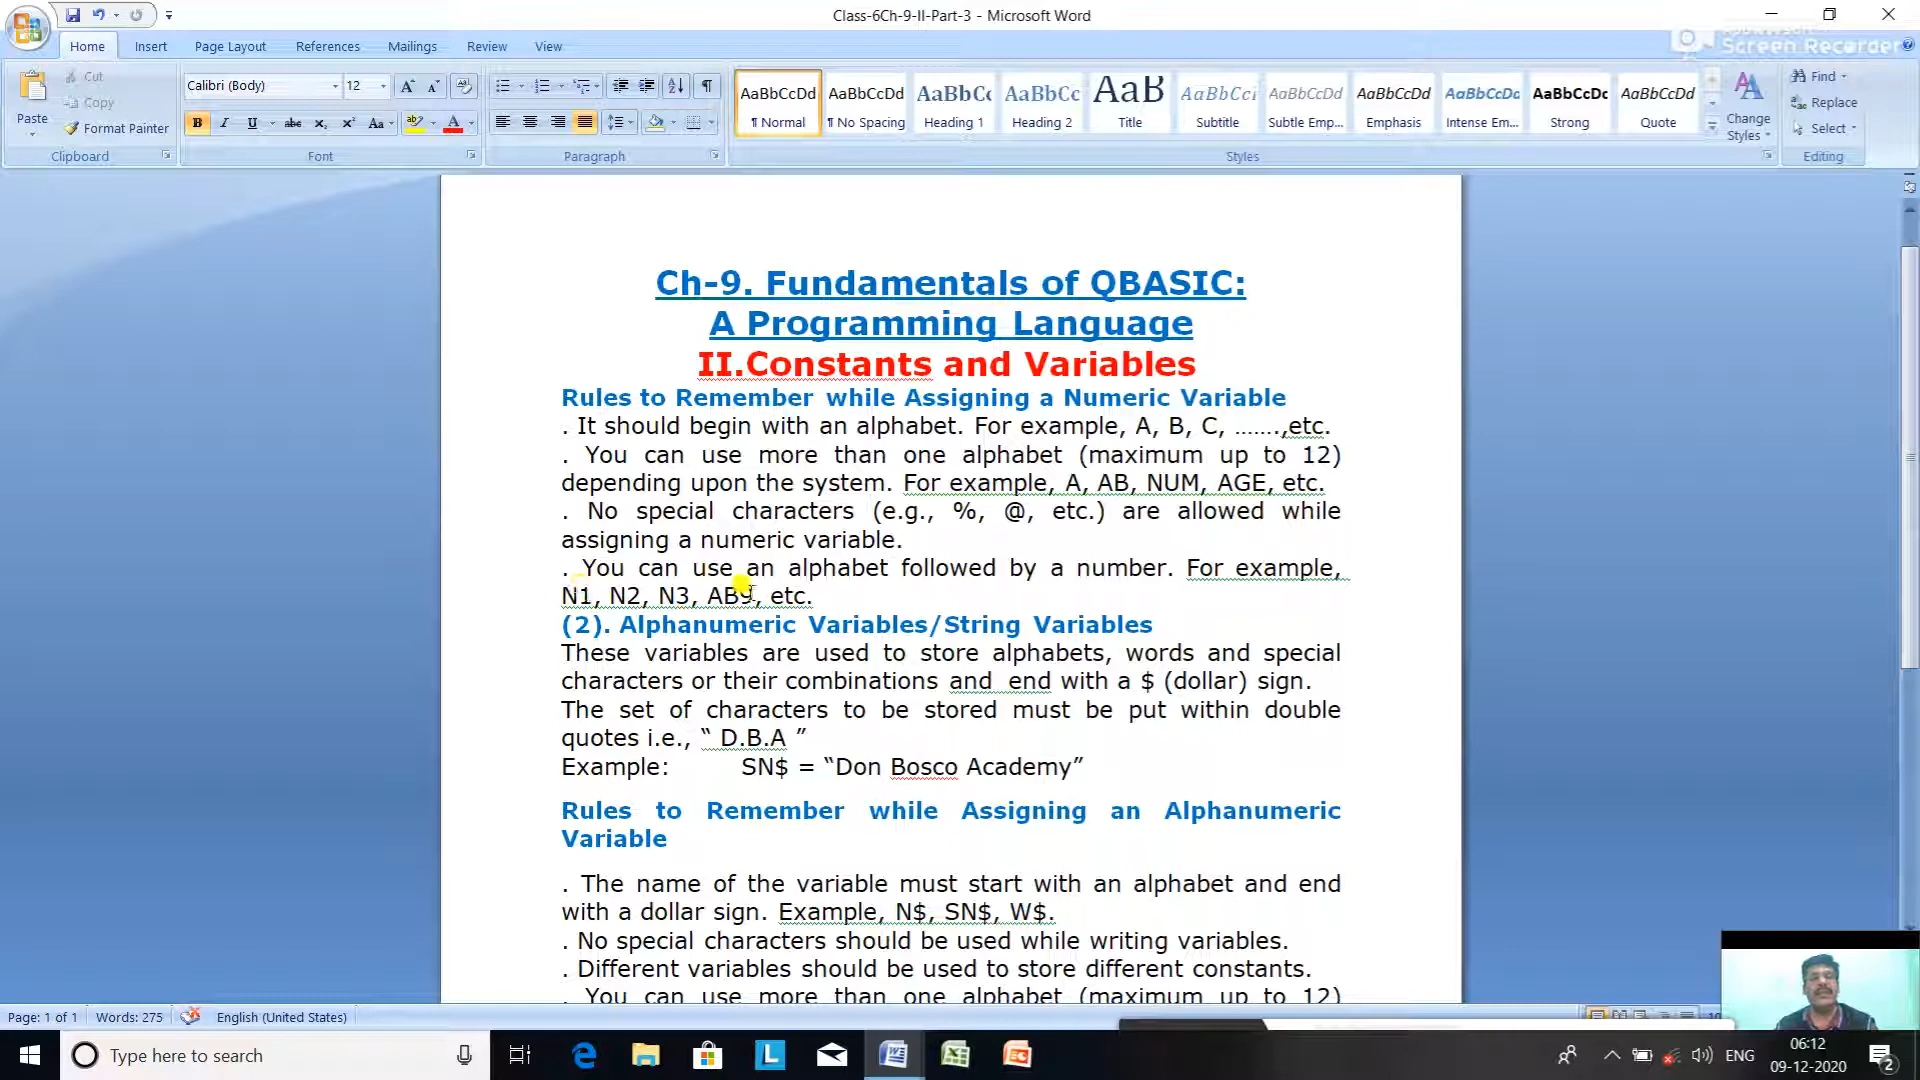 Class-6Ch-9-II-Part-3 - Microsoft Word
Screen Recorder
Home Insert Page Layout References Mailings Review View
Paste
Cut
Copy
Format Painter
Clipboard
Calibri (Body) 12
Font
Paragraph
AaBbCcDd AaBbCcDd AaBbCc AaBbCc AaB AaBbCci AaBbCcDd AaBbCcDd AaBbCcDd AaBbCcDc AaBbCcDd
¶ Normal ¶ No Spacing Heading 1 Heading 2 Title Subtitle Subtle Emp... Emphasis Intense Em... Strong Quote
Change Styles
Styles
Find
Replace
Select
Editing
Ch-9. Fundamentals of QBASIC:
A Programming Language
II.Constants and Variables
Rules to Remember while Assigning a Numeric Variable
. It should begin with an alphabet. For example, A, B, C, …….,etc.
. You can use more than one alphabet (maximum up to 12)
depending upon the system. For example, A, AB, NUM, AGE, etc.
. No special characters (e.g., %, @, etc.) are allowed while
assigning a numeric variable.
. You can use an alphabet followed by a number. For example,
N1, N2, N3, AB9, etc.
(2). Alphanumeric Variables/String Variables
These variables are used to store alphabets, words and special
characters or their combinations and end with a $ (dollar) sign.
The set of characters to be stored must be put within double
quotes i.e., “ D.B.A ”
Example: SN$ = “Don Bosco Academy”
Rules to Remember while Assigning an Alphanumeric
Variable
. The name of the variable must start with an alphabet and end
with a dollar sign. Example, N$, SN$, W$.
. No special characters should be used while writing variables.
. Different variables should be used to store different constants.
. You can use more than one alphabet (maximum up to 12)
Page: 1 of 1 Words: 275 English (United States)
Type here to search
ENG
06:12
09-12-2020
2